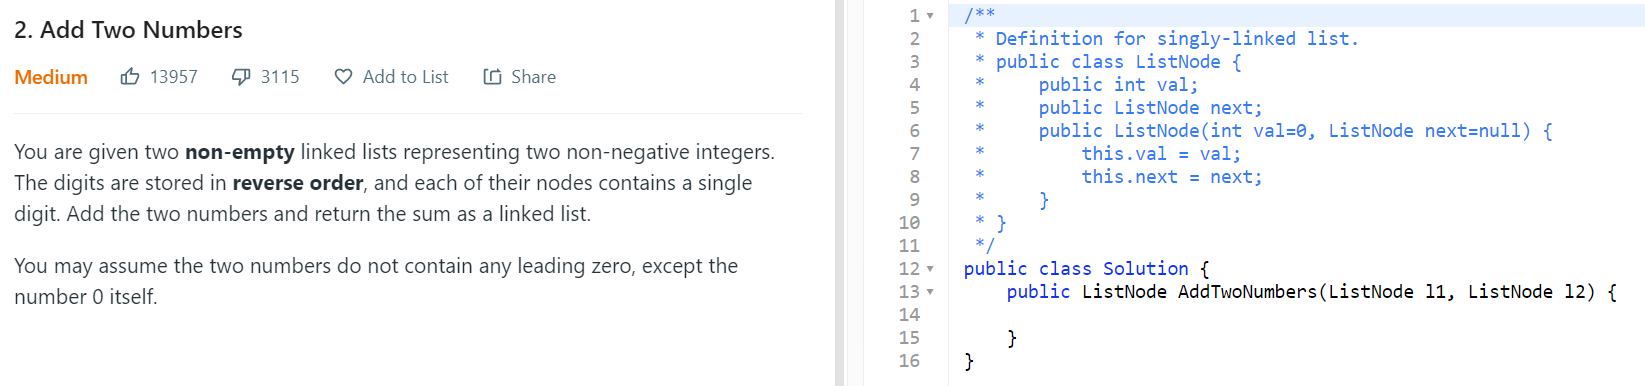 2. Add Two Numbers
Medium 13957 3115 Add to List Share
You are given two non-empty linked lists representing two non-negative integers.
The digits are stored in reverse order, and each of their nodes contains a single
digit. Add the two numbers and return the sum as a linked list.
You may assume the two numbers do not contain any leading zero, except the
number 0 itself.
1 /**
2  * Definition for singly-linked list.
3  * public class ListNode {
4  *     public int val;
5  *     public ListNode next;
6  *     public ListNode(int val=0, ListNode next=null) {
7  *         this.val = val;
8  *         this.next = next;
9  *     }
10  * }
11  */
12 public class Solution {
13     public ListNode AddTwoNumbers(ListNode l1, ListNode l2) {
14
15     }
16 }